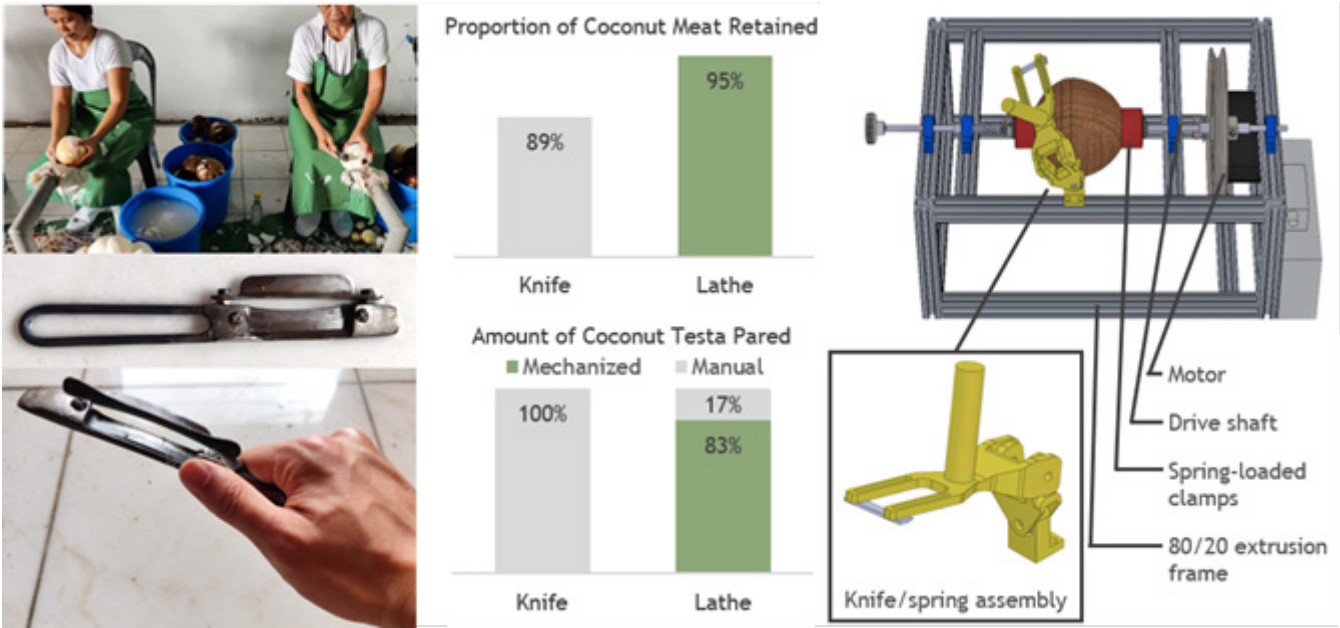 Proportion of Coconut Meat Retained
89%
95%
Knife
Lathe
Amount of Coconut Testa Pared
Mechanized
Manual
100%
17%
83%
Knife
Lathe
Motor
Drive shaft
Spring-loaded
clamps
80/20 extrusion
frame
Knife/spring assembly